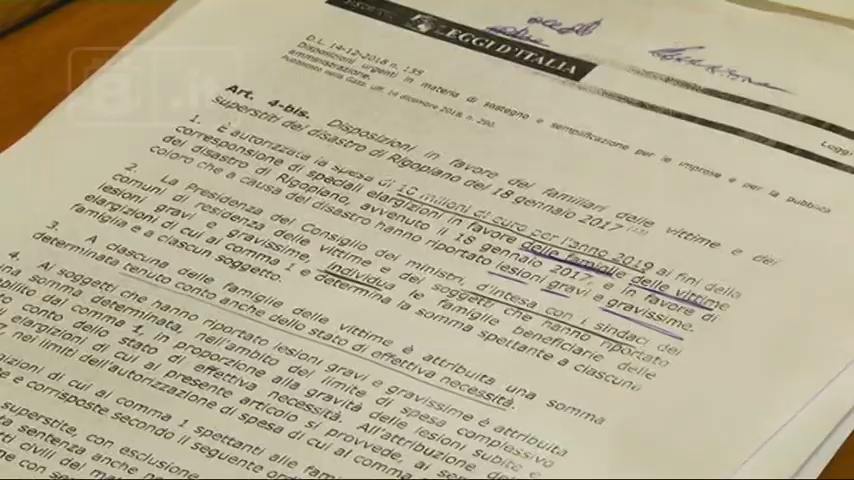 LEGGI D'ITALIA
D.L. 14-12-2018 n. 135
Disposizioni urgenti in materia di sostegno e semplificazione per le imprese e per la pubblica
amministrazione.
Pubblicato nella Gazz. Uff. 14 dicembre 2018, n. 290.
Art. 4-bis. Disposizioni in favore dei familiari delle vittime e dei
superstiti del disastro di Rigopiano del 18 gennaio 2017
1. È autorizzata la spesa di 10 milioni di euro per l'anno 2019 ai fini della
corresponsione di speciali elargizioni in favore delle famiglie delle vittime
del disastro di Rigopiano, avvenuto il 18 gennaio 2017, e in favore di
coloro che a causa del disastro hanno riportato lesioni gravi e gravissime.
2. La Presidenza del Consiglio dei ministri, d'intesa con i sindaci dei
comuni di residenza delle vittime e dei soggetti che hanno riportato
lesioni gravi e gravissime, individua le famiglie beneficiarie delle
elargizioni di cui al comma 1 e determina la somma spettante a ciascuna
famiglia e a ciascun soggetto.
3. A ciascuna delle famiglie delle vittime è attribuita una somma
determinata tenuto conto anche dello stato di effettiva necessità.
4. Ai soggetti che hanno riportato lesioni gravi e gravissime è attribuita
una somma determinata, nell'ambito del limite di spesa complessivo
stabilito dal comma 1, in proporzione alla gravità delle lesioni subite e
conto dello stato di effettiva necessità. All'attribuzione delle
elargizioni di cui al presente articolo si provvede, ai
nei limiti dell'autorizzazione di spesa di cui al comma
di cui al comma 1 spettanti alle
e corrisposte secondo il seguente
superstite, con esclusione
sentenza anche
civili del